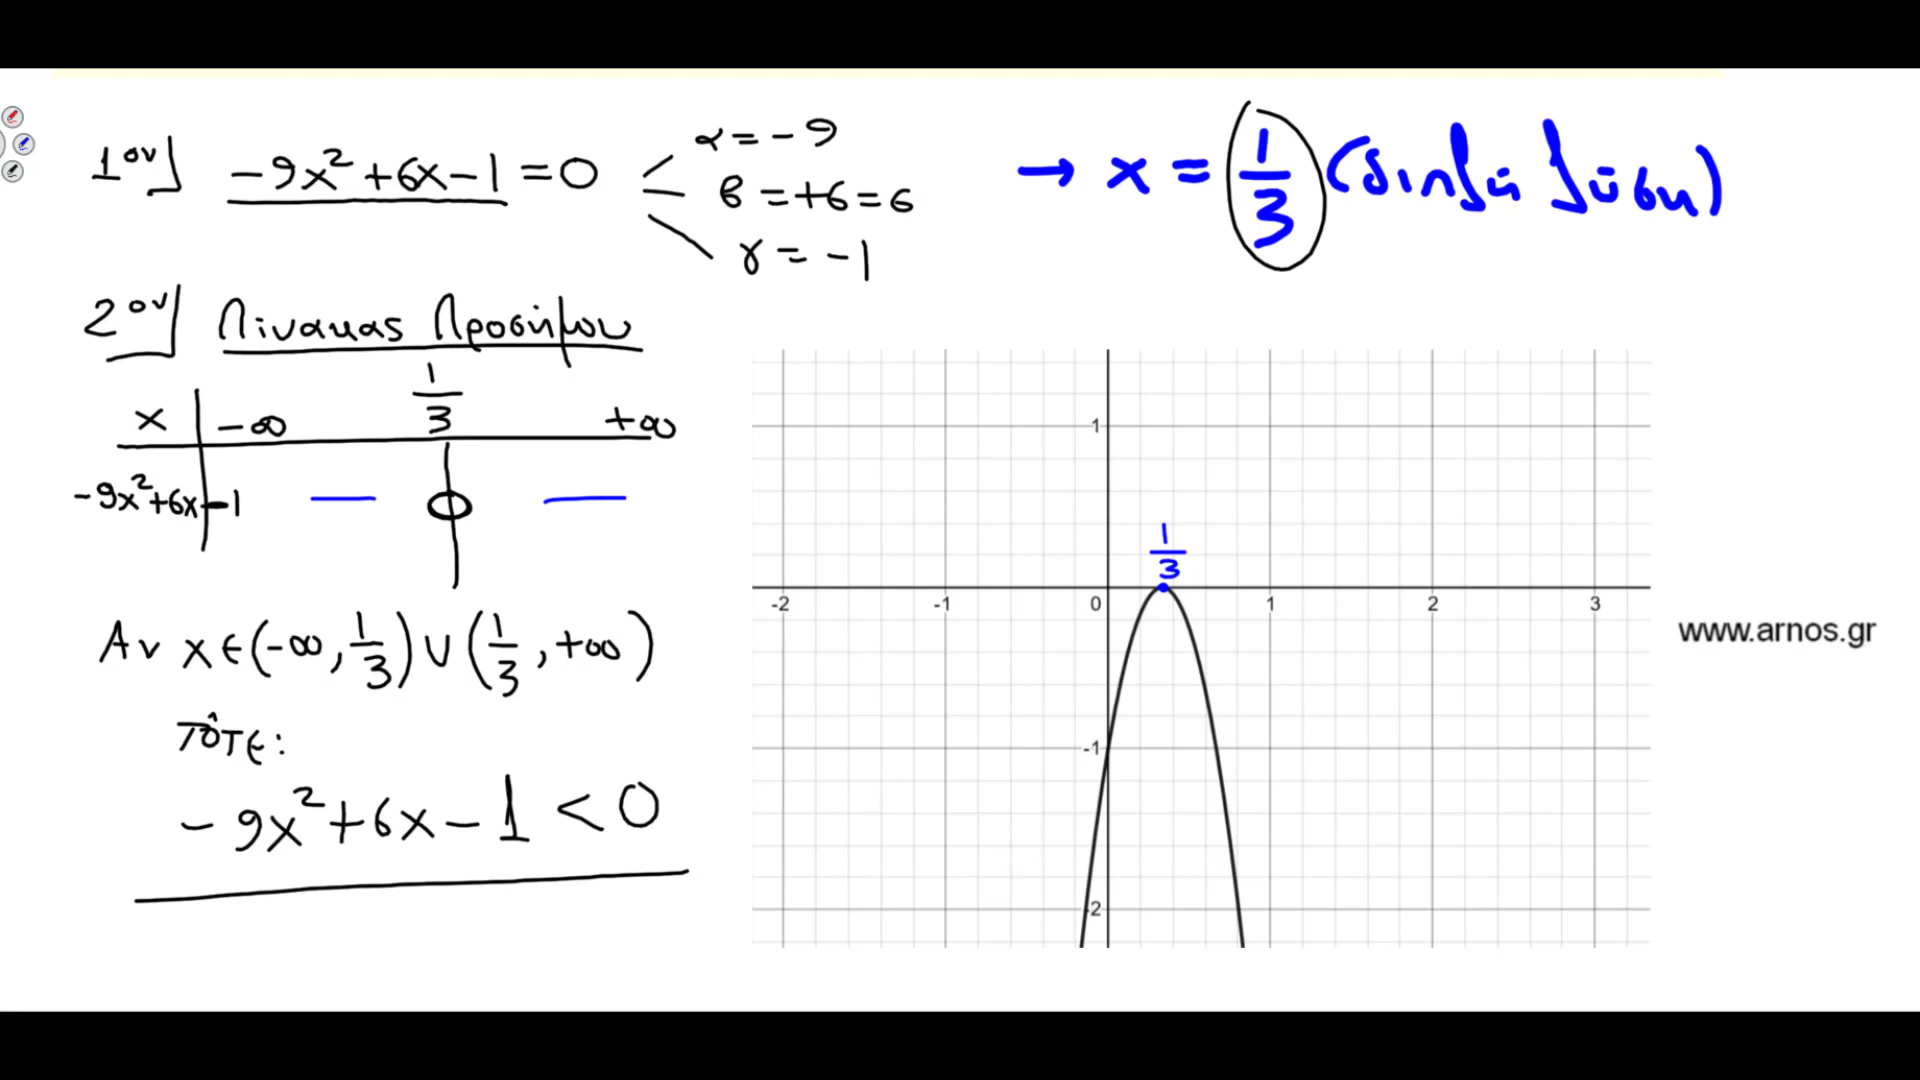 1ον -9x²+6x-1=0
α=-9
β=+6=6
γ=-1
→ x = 1/3 (διπλή λύση)
2ον Πίνακας Προσήμου
x -∞ 1/3 +∞
-9x²+6x-1 — 0 —
Αν x∈(-∞, 1/3)∪(1/3, +∞)
τότε:
-9x²+6x-1<0
1
1/3
-2 -1 0 1 2 3
-1
-2
www.arnos.gr